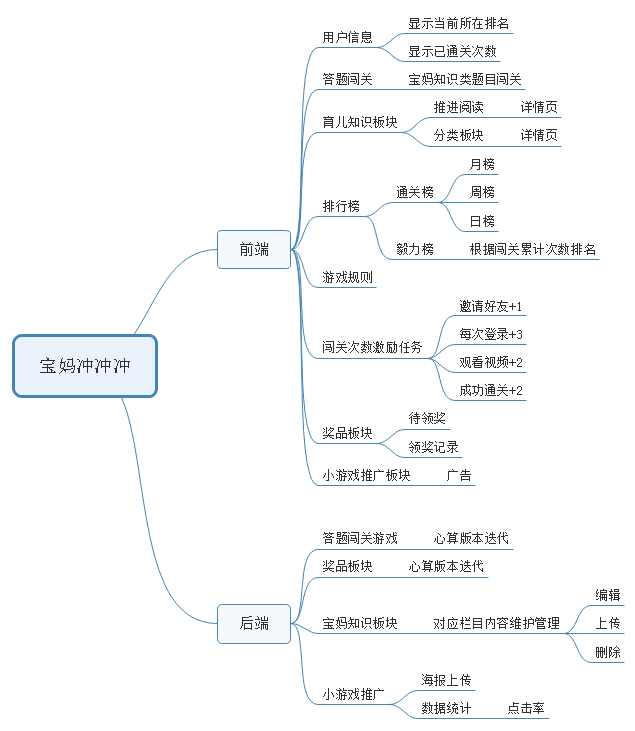 宝妈冲冲冲
前端
用户信息
显示当前所在排名
显示已通关次数
答题闯关
宝妈知识类题目闯关
育儿知识板块
推进阅读
详情页
分类板块
详情页
排行榜
通关榜
月榜
周榜
日榜
毅力榜
根据闯关累计次数排名
游戏规则
闯关次数激励任务
邀请好友+1
每次登录+3
观看视频+2
成功通关+2
奖品板块
待领奖
领奖记录
小游戏推广板块
广告
后端
答题闯关游戏
心算版本迭代
奖品板块
心算版本迭代
宝妈知识板块
对应栏目内容维护管理
编辑
上传
删除
小游戏推广
海报上传
数据统计
点击率